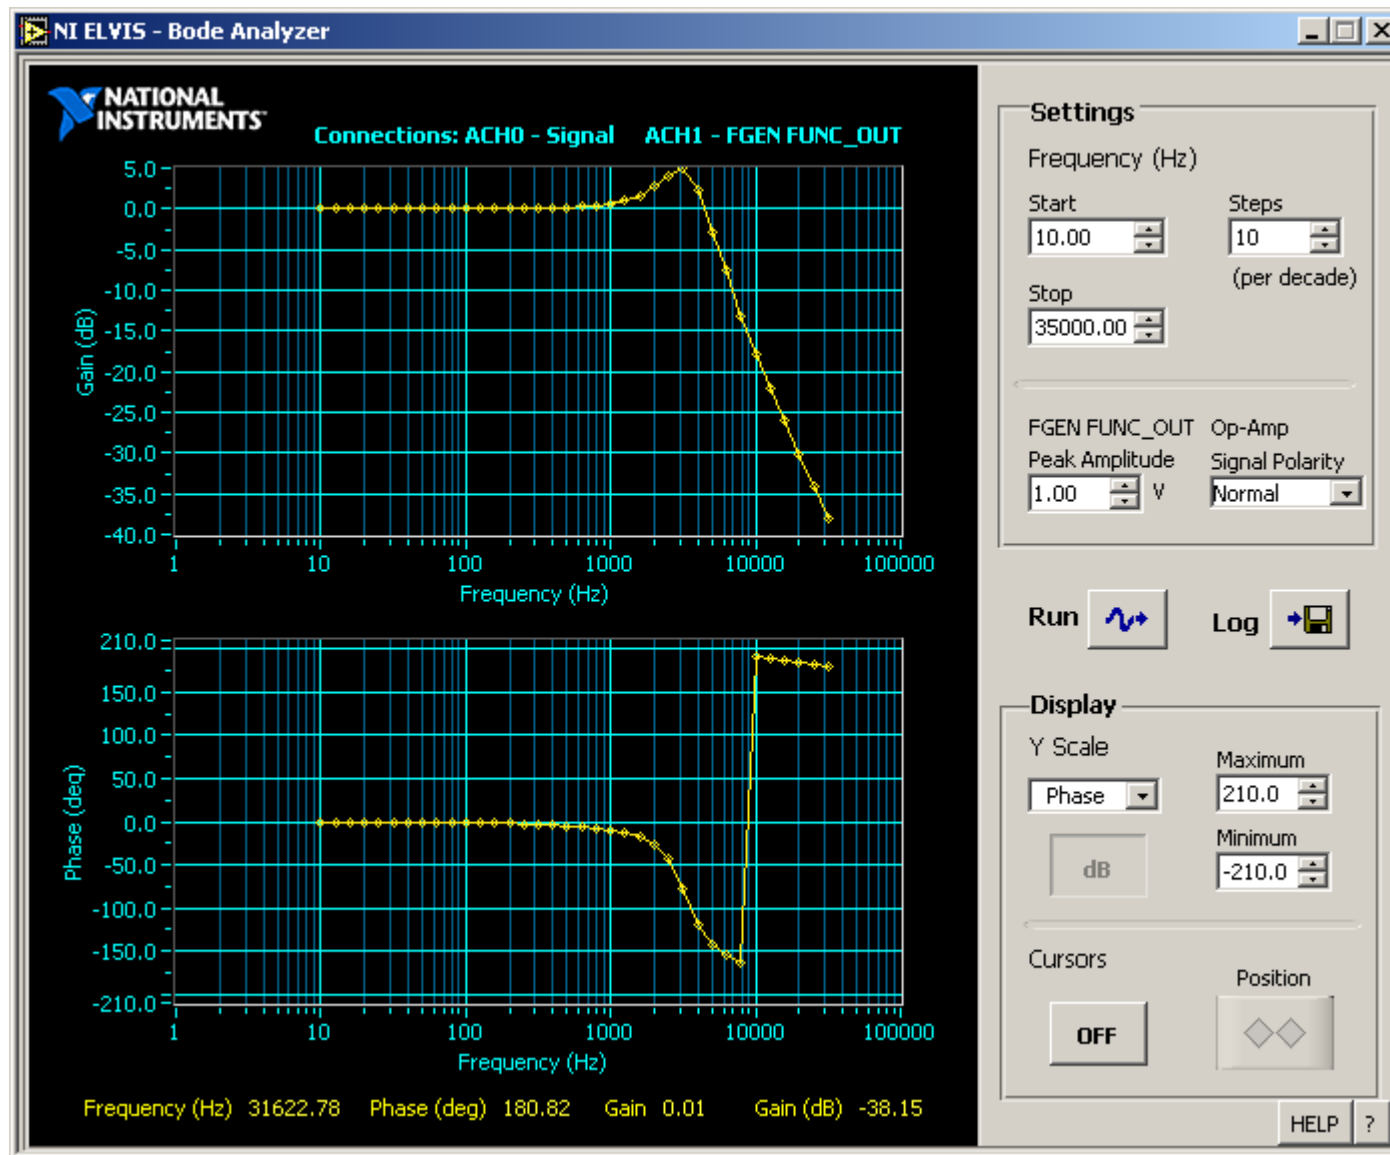 NI ELVIS - Bode Analyzer
NATIONAL
INSTRUMENTS™
Connections: ACH0 - Signal ACH1 - FGEN FUNC_OUT
5.0
0.0
-5.0
-10.0
-15.0
-20.0
-25.0
-30.0
-35.0
-40.0
Gain (dB)
1 10 100 1000 10000 100000
Frequency (Hz)
210.0
150.0
100.0
50.0
0.0
-50.0
-100.0
-150.0
-210.0
Phase (deg)
1 10 100 1000 10000 100000
Frequency (Hz)
Frequency (Hz) 31622.78 Phase (deg) 180.82 Gain 0.01 Gain (dB) -38.15
Settings
Frequency (Hz)
Start Steps
10.00 10
(per decade)
Stop
35000.00
FGEN FUNC_OUT Op-Amp
Peak Amplitude Signal Polarity
1.00 V Normal
Run Log
Display
Y Scale
Maximum
Phase 210.0
Minimum
dB -210.0
Cursors
Position
OFF
HELP ?